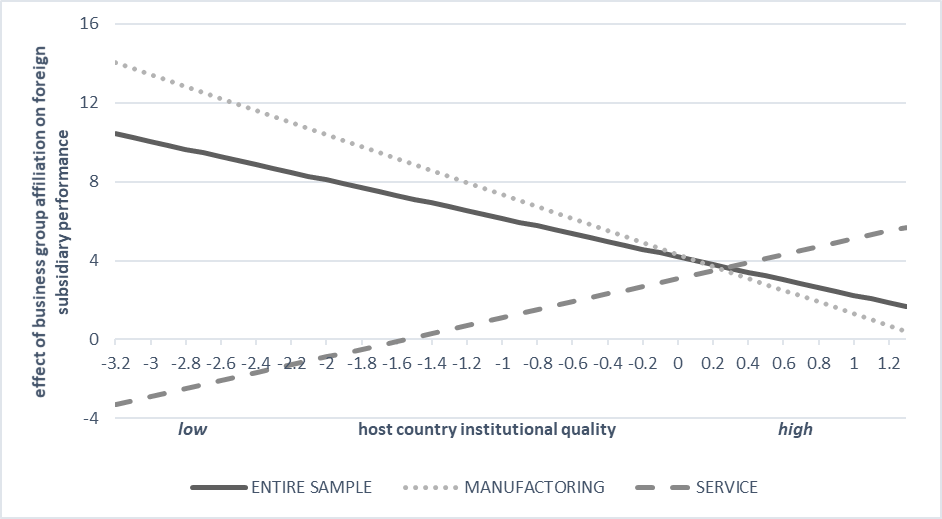 effect of business group affiliation on foreign
subsidiary performance
16
12
8
4
0
-4
-3.2 -3 -2.8 -2.6 -2.4 -2.2 -2 -1.8 -1.6 -1.4 -1.2 -1 -0.8 -0.6 -0.4 -0.2 0 0.2 0.4 0.6 0.8 1 1.2
low host country institutional quality high
ENTIRE SAMPLE MANUFACTORING SERVICE